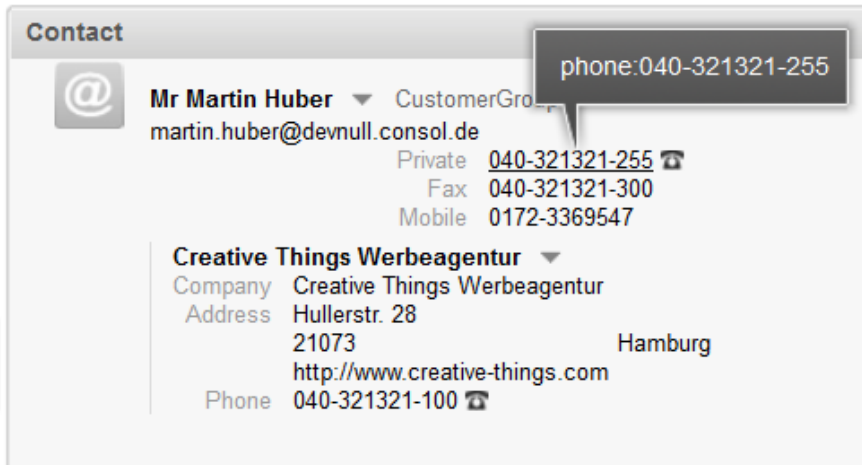 Contact
phone:040-321321-255
@
Mr Martin Huber CustomerGroup
martin.huber@devnull.consol.de
Private 040-321321-255
Fax 040-321321-300
Mobile 0172-3369547
Creative Things Werbeagentur
Company Creative Things Werbeagentur
Address Hullerstr. 28
21073 Hamburg
http://www.creative-things.com
Phone 040-321321-100